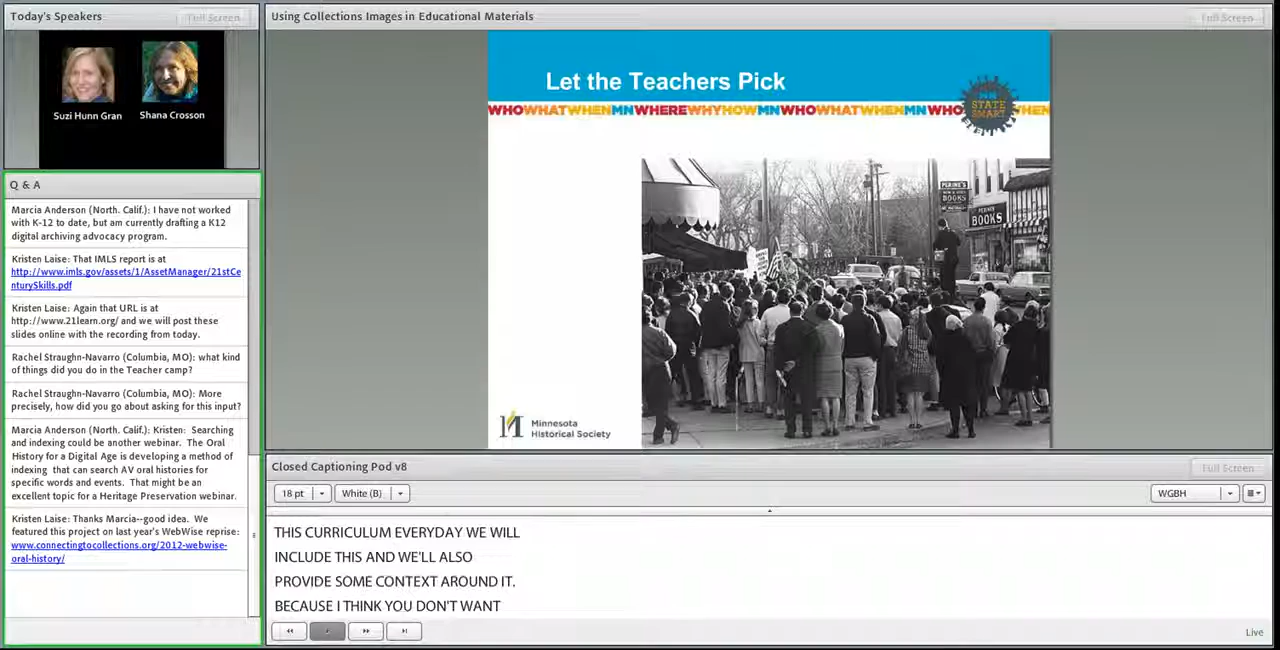 Today's Speakers
Full Screen
Suzi Hunn Gran
Shana Crosson
Q & A
Marcia Anderson (North. Calif.): I have not worked
with K-12 to date, but am currently drafting a K12
digital archiving advocacy program.
Kristen Laise: That IMLS report is at
http://www.imls.gov/assets/1/AssetManager/21stCe
nturySkills.pdf
Kristen Laise: Again that URL is at
http://www.21learn.org/ and we will post these
slides online with the recording from today.
Rachel Straughn-Navarro (Columbia, MO): what kind
of things did you do in the Teacher camp?
Rachel Straughn-Navarro (Columbia, MO): More
precisely, how did you go about asking for this input?
Marcia Anderson (North. Calif.): Kristen:  Searching
and indexing could be another webinar.  The Oral
History for a Digital Age is developing a method of
indexing  that can search AV oral histories for
specific words and events.  That might be an
excellent topic for a Heritage Preservation webinar.
Kristen Laise: Thanks Marcia--good idea.  We
featured this project on last year's WebWise reprise:
www.connectingtocollections.org/2012-webwise-
oral-history/
Using Collections Images in Educational Materials
Full Screen
Let the Teachers Pick
WHOWHATWHENMNWHEREWHYHOWMNWHOWHATWHENMNWHO
STATE
SMART
HEN
PERINE'S
BOOKS
PERINE
BOOKS
Minnesota
Historical Society
Closed Captioning Pod v8
Full Screen
18 pt
White (B)
WGBH
THIS CURRICULUM EVERYDAY WE WILL
INCLUDE THIS AND WE'LL ALSO
PROVIDE SOME CONTEXT AROUND IT.
BECAUSE I THINK YOU DON'T WANT
Live